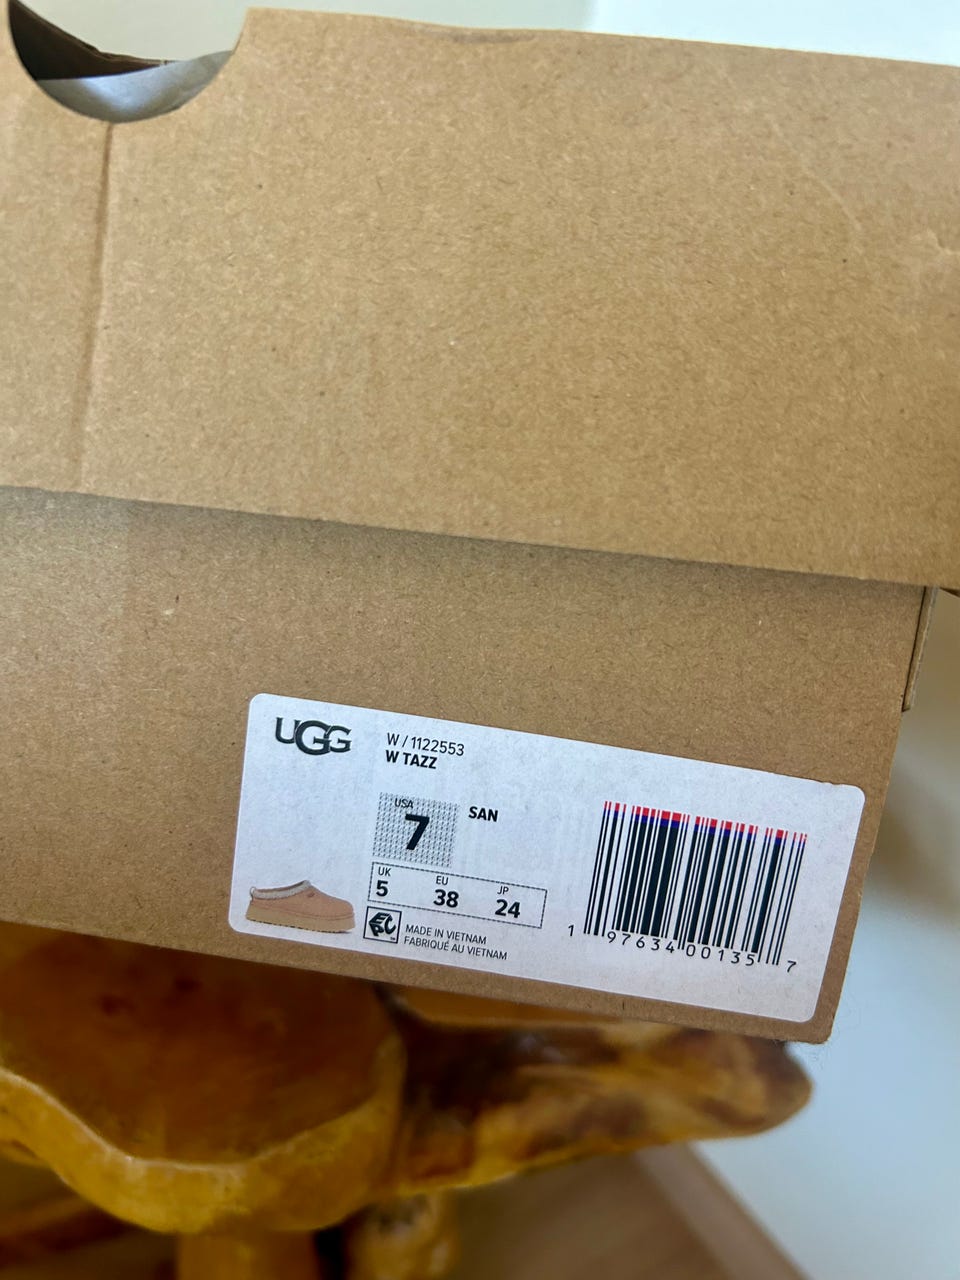 UGG
W / 1122553
W TAZZ
USA
7
SAN
UK
5
EU
38
JP
24
EPC
MADE IN VIETNAM
FABRIQUÉ AU VIETNAM
1 97634 00135 7